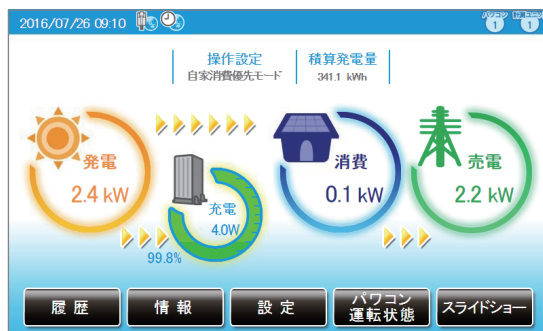 2016/07/26 09:10
パワコン 計測ユニット
1 1
操作設定 積算発電量
自家消費優先モード 341.1 kWh
発電
2.4 kW
充電
4.0W
99.8%
消費
0.1 kW
売電
2.2 kW
履 歴 情 報 設 定 パワコン 運転状態 スライドショー